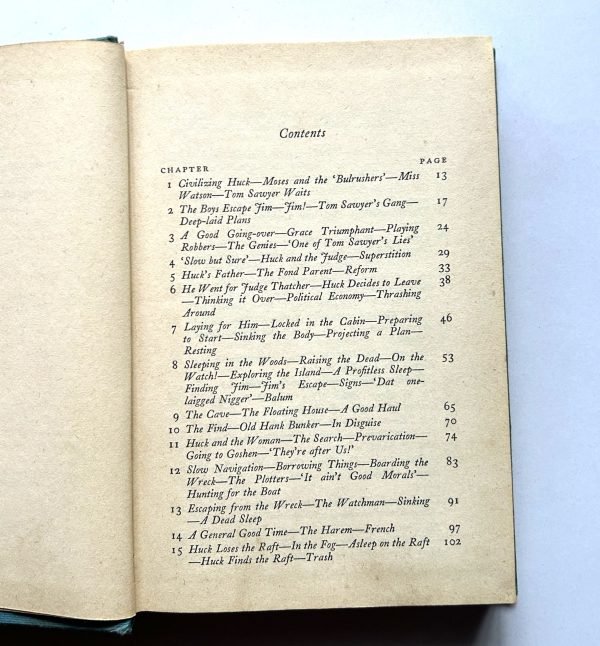 Contents
CHAPTER PAGE
1 Civilizing Huck—Moses and the ‘Bulrushers’—Miss 13
Watson—Tom Sawyer Waits
2 The Boys Escape Jim—Jim!—Tom Sawyer's Gang— 17
Deep-laid Plans
3 A Good Going-over—Grace Triumphant—Playing 24
Robbers—The Genies—‘One of Tom Sawyer's Lies’
4 ‘Slow but Sure’—Huck and the Judge—Superstition 29
5 Huck's Father—The Fond Parent—Reform 33
6 He Went for Judge Thatcher—Huck Decides to Leave 38
—Thinking it Over—Political Economy—Thrashing
Around
7 Laying for Him—Locked in the Cabin—Preparing 46
to Start—Sinking the Body—Projecting a Plan—
Resting
8 Sleeping in the Woods—Raising the Dead—On the 53
Watch!—Exploring the Island—A Profitless Sleep—
Finding Jim—Jim's Escape—Signs—‘Dat one-
laigged Nigger’—Balum
9 The Cave—The Floating House—A Good Haul 65
10 The Find—Old Hank Bunker—In Disguise 70
11 Huck and the Woman—The Search—Prevarication— 74
Going to Goshen—‘They're after Us!’
12 Slow Navigation—Borrowing Things—Boarding the 83
Wreck—The Plotters—‘It ain't Good Morals’—
Hunting for the Boat
13 Escaping from the Wreck—The Watchman—Sinking 91
—A Dead Sleep
14 A General Good Time—The Harem—French 97
15 Huck Loses the Raft—In the Fog—Asleep on the Raft 102
—Huck Finds the Raft—Trash